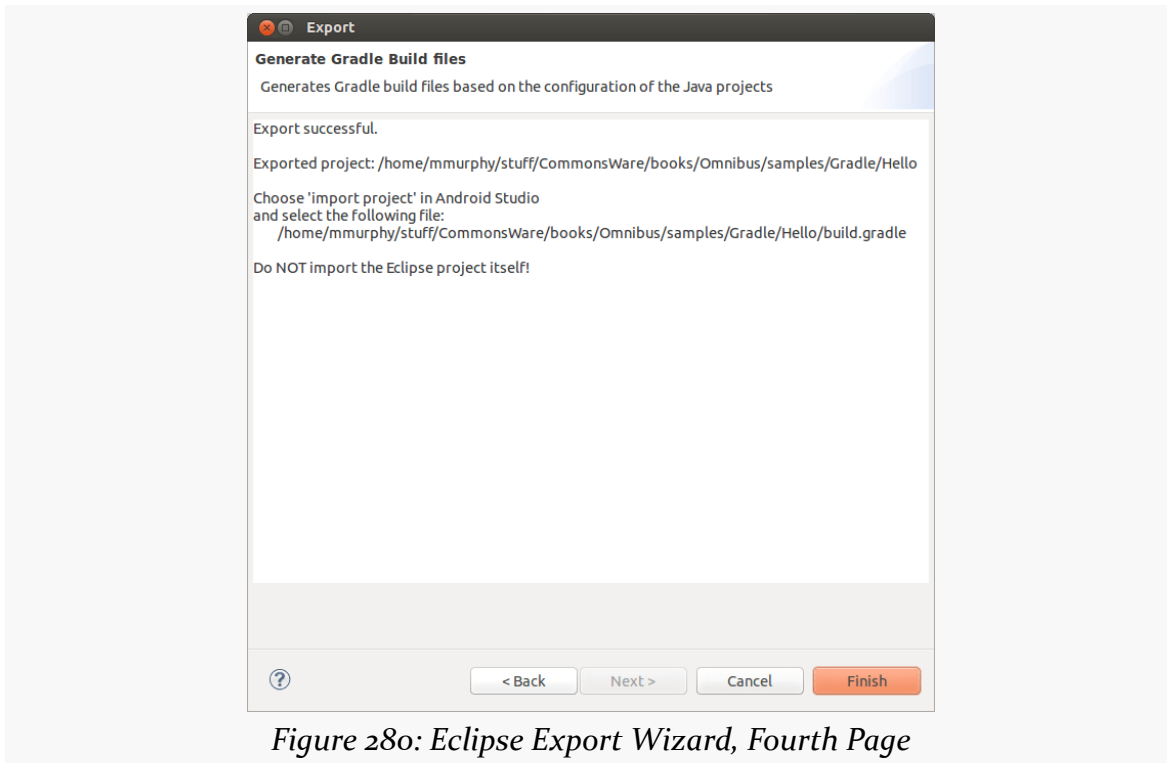 Export
Generate Gradle Build files
Generates Gradle build files based on the configuration of the Java projects
Export successful.
Exported project: /home/mmurphy/stuff/CommonsWare/books/Omnibus/samples/Gradle/Hello
Choose 'import project' in Android Studio
and select the following file:
/home/mmurphy/stuff/CommonsWare/books/Omnibus/samples/Gradle/Hello/build.gradle
Do NOT import the Eclipse project itself!
? < Back Next > Cancel Finish
Figure 280: Eclipse Export Wizard, Fourth Page